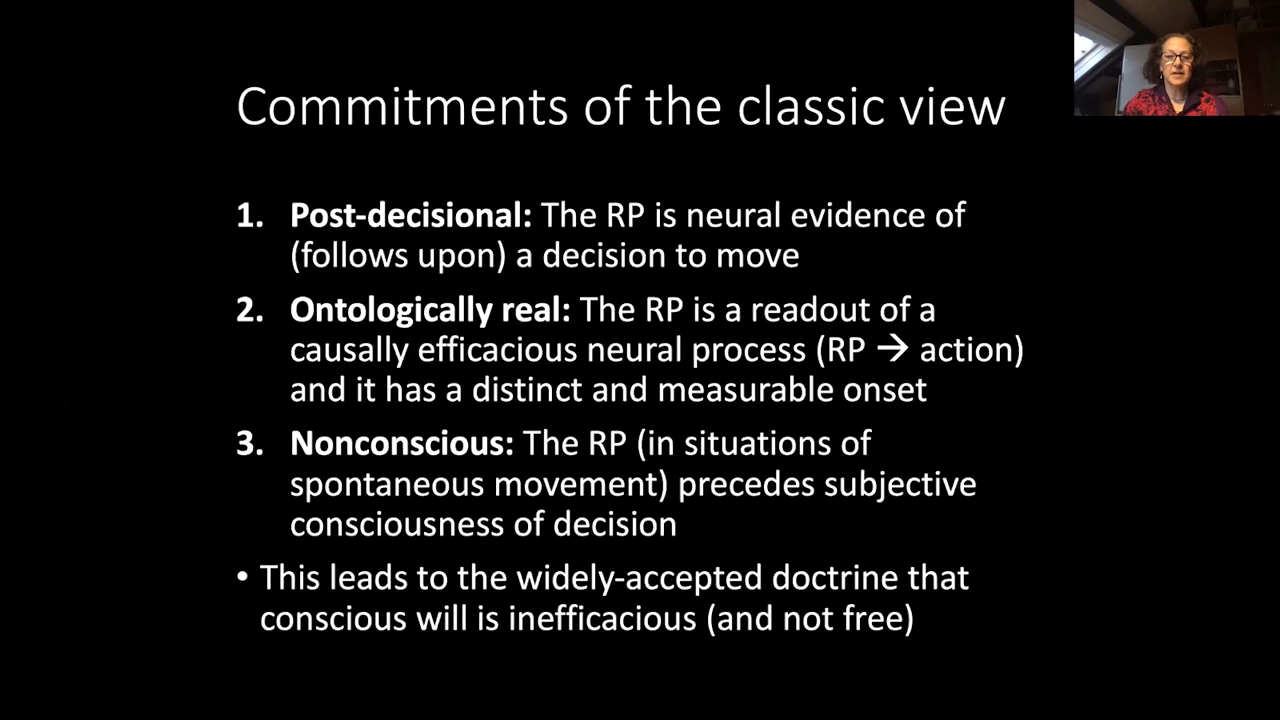 Commitments of the classic view
1. Post-decisional: The RP is neural evidence of
(follows upon) a decision to move
2. Ontologically real: The RP is a readout of a
causally efficacious neural process (RP → action)
and it has a distinct and measurable onset
3. Nonconscious: The RP (in situations of
spontaneous movement) precedes subjective
consciousness of decision
• This leads to the widely-accepted doctrine that
conscious will is inefficacious (and not free)